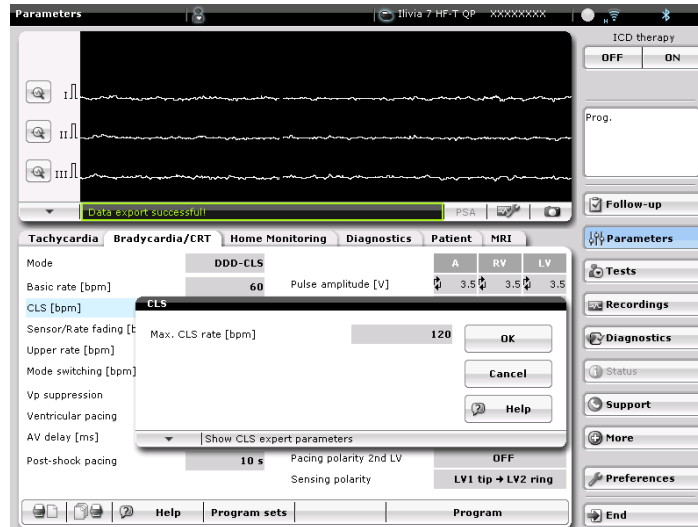 Parameters
Ilivia 7 HF-T QP XXXXXXXX
H
ICD therapy
OFF ON
I
II
III
Prog.
Data export successful!
PSA
Follow-up
Tachycardia Bradycardia/CRT Home Monitoring Diagnostics Patient MRI
Parameters
Mode DDD-CLS A RV LV
Basic rate [bpm] 60 Pulse amplitude [V] 3.5 3.5 3.5
Tests
CLS [bpm]
CLS
Recordings
Sensor/Rate fading [b
Max. CLS rate [bpm] 120 OK
Diagnostics
Upper rate [bpm]
Mode switching [bpm]
Cancel
Status
Vp suppression
Help
Support
Ventricular pacing
AV delay [ms]
Show CLS expert parameters
More
Post-shock pacing 10 s Pacing polarity 2nd LV OFF
Sensing polarity LV1 tip → LV2 ring
Preferences
Help Program sets Program
End